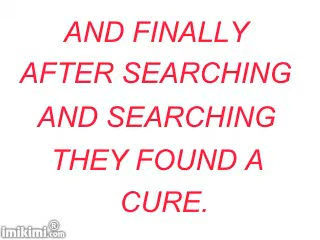 AND FINALLY
AFTER SEARCHING
AND SEARCHING
THEY FOUND A
CURE.
imikimi®.com